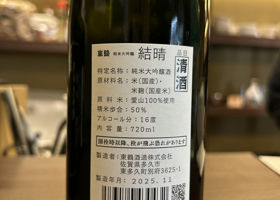 東鶴 純米大吟醸 結晴
品目
清酒
特定名称：純米大吟醸酒
原材料名：米(国産)・
米麹(国産米)
原料米：愛山100%使用
精米歩合：50%
アルコール分：16度
内容量：720ml
開栓時以降、栓が飛ぶ恐れがあります
製造者：東鶴酒造株式会社
佐賀県多久市
東多久町別府3625-1
製造年月 2025.11